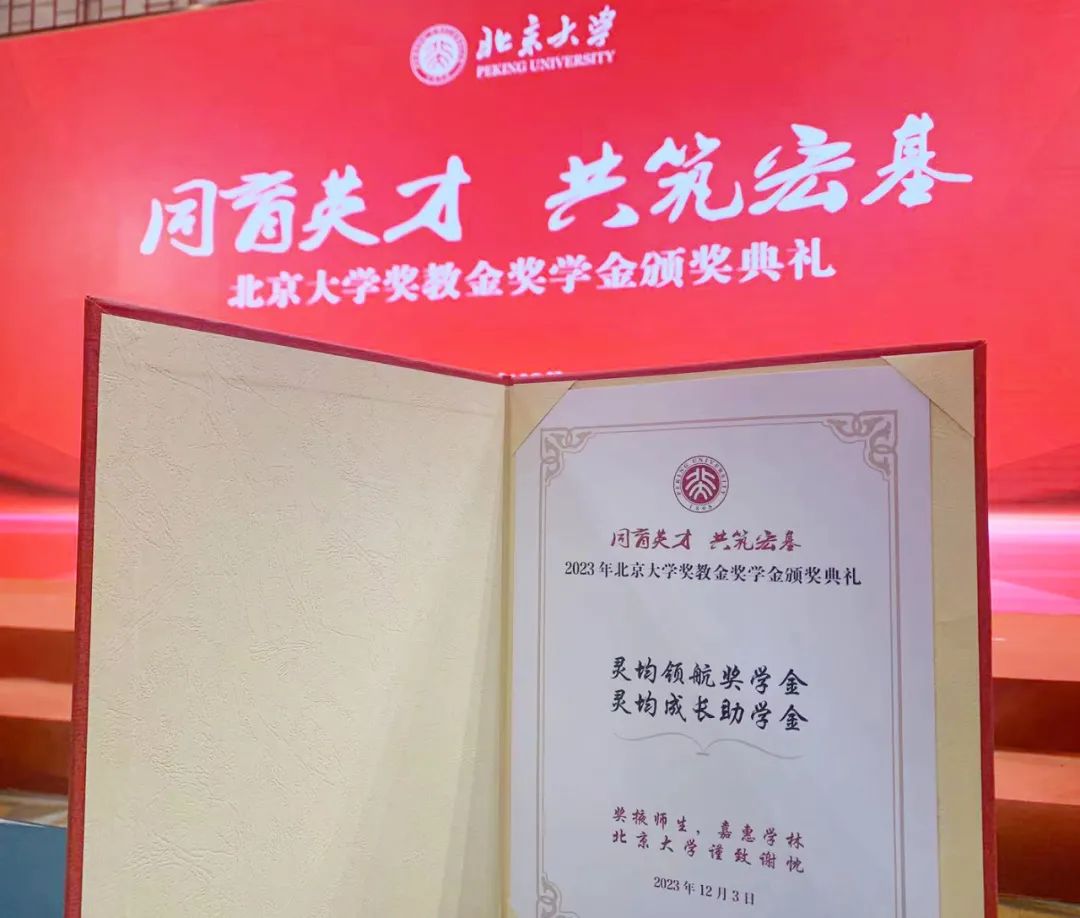 北京大学
PEKING UNIVERSITY
同育英才 共筑宏基
北京大学奖教金奖学金颁奖典礼
PEKING UNIVERSITY
1898
同育英才 共筑宏基
2023年北京大学奖教金奖学金颁奖典礼
灵均领航奖学金
灵均成长助学金
奖掖师生，嘉惠学林
北京大学谨致谢忱
2023年12月3日